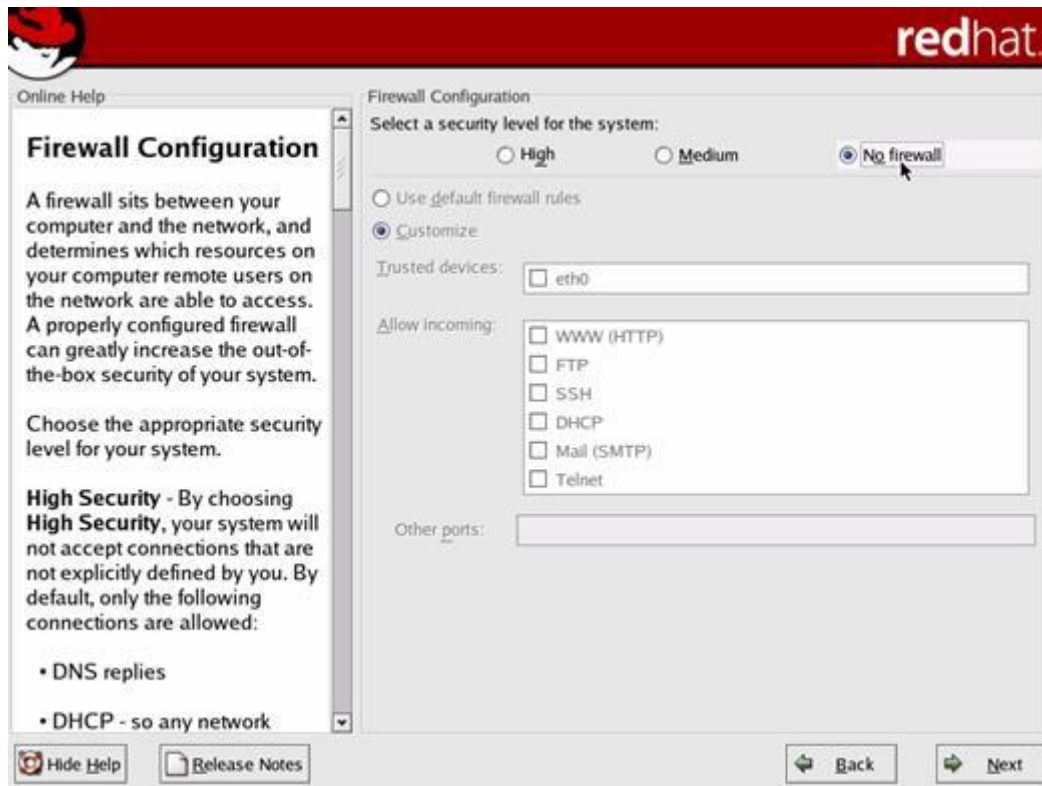 redhat.
Online Help
Firewall Configuration
A firewall sits between your
computer and the network, and
determines which resources on
your computer remote users on
the network are able to access.
A properly configured firewall
can greatly increase the out-of-
the-box security of your system.
Choose the appropriate security
level for your system.
High Security - By choosing
High Security, your system will
not accept connections that are
not explicitly defined by you. By
default, only the following
connections are allowed:
• DNS replies
• DHCP - so any network
Firewall Configuration
Select a security level for the system:
High Medium No firewall
Use default firewall rules
Customize
Trusted devices:
eth0
Allow incoming:
WWW (HTTP)
FTP
SSH
DHCP
Mail (SMTP)
Telnet
Other ports:
Hide Help Release Notes Back Next